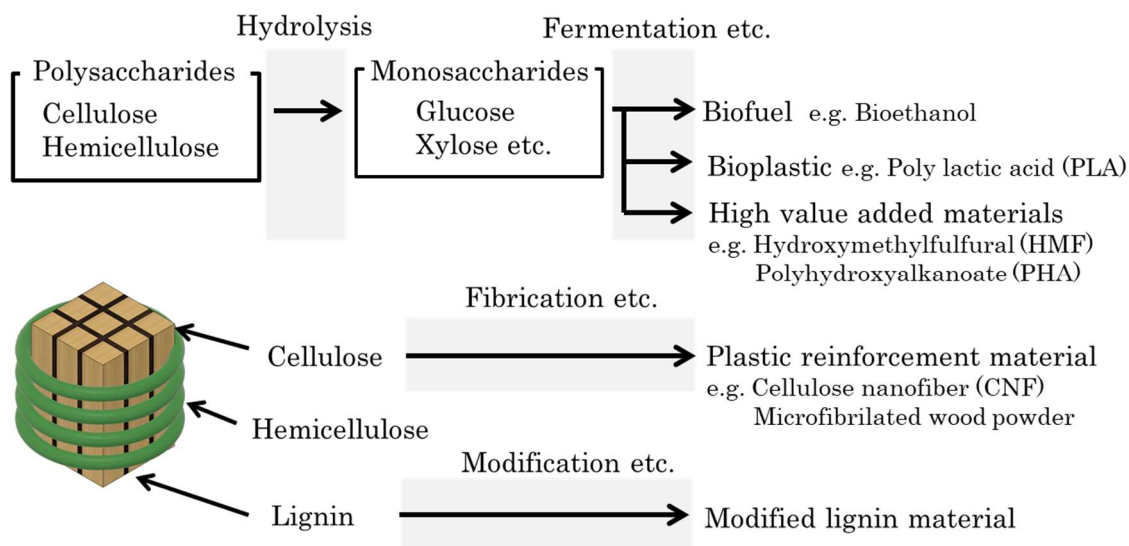 Hydrolysis
Fermentation etc.
Polysaccharides
Cellulose
Hemicellulose
Monosaccharides
Glucose
Xylose etc.
Biofuel e.g. Bioethanol
Bioplastic e.g. Poly lactic acid (PLA)
High value added materials
e.g. Hydroxymethylfulfural (HMF)
Polyhydroxyalkanoate (PHA)
Fibrication etc.
Cellulose
Plastic reinforcement material
e.g. Cellulose nanofiber (CNF)
Microfibrilated wood powder
Hemicellulose
Modification etc.
Lignin
Modified lignin material